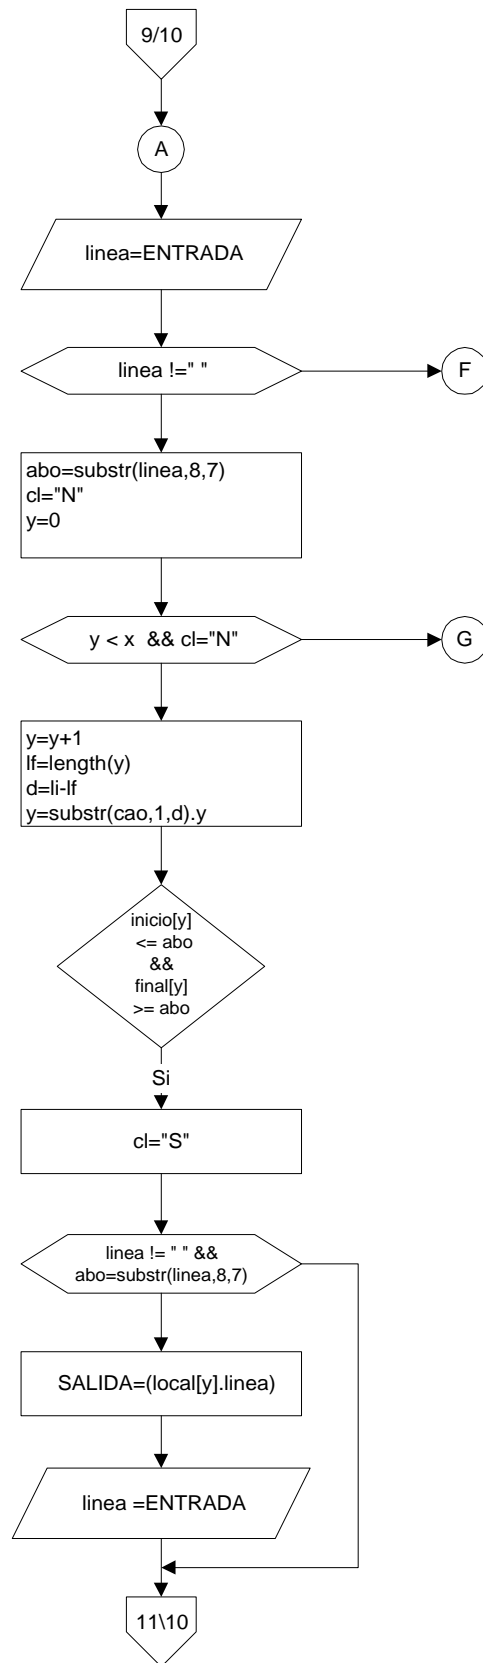 9/10
A
linea=ENTRADA
linea !=" "
F
abo=substr(linea,8,7)
cl="N"
y=0
y < x && cl="N"
G
y=y+1
lf=length(y)
d=li-lf
y=substr(cao,1,d).y
inicio[y]
<= abo
&&
final[y]
>= abo
Si
cl="S"
linea != " " &&
abo=substr(linea,8,7)
SALIDA=(local[y].linea)
linea =ENTRADA
11\10